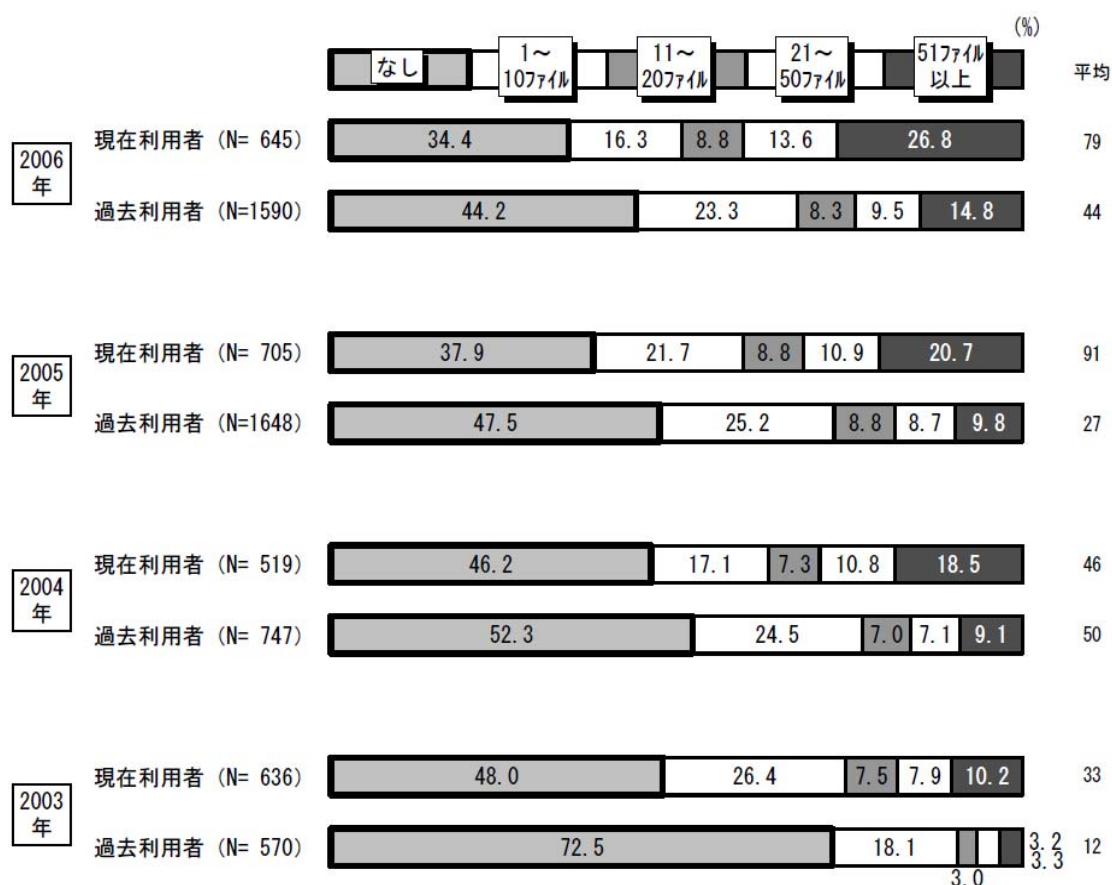 (%)
なし
1～
10ファイル
11～
20ファイル
21～
50ファイル
51ファイル
以上
平均
2006
年
現在利用者 (N= 645) 34.4 16.3 8.8 13.6 26.8 79
過去利用者 (N=1590) 44.2 23.3 8.3 9.5 14.8 44
2005
年
現在利用者 (N= 705) 37.9 21.7 8.8 10.9 20.7 91
過去利用者 (N=1648) 47.5 25.2 8.8 8.7 9.8 27
2004
年
現在利用者 (N= 519) 46.2 17.1 7.3 10.8 18.5 46
過去利用者 (N= 747) 52.3 24.5 7.0 7.1 9.1 50
2003
年
現在利用者 (N= 636) 48.0 26.4 7.5 7.9 10.2 33
過去利用者 (N= 570) 72.5 18.1 3.2 12
3.3
3.0